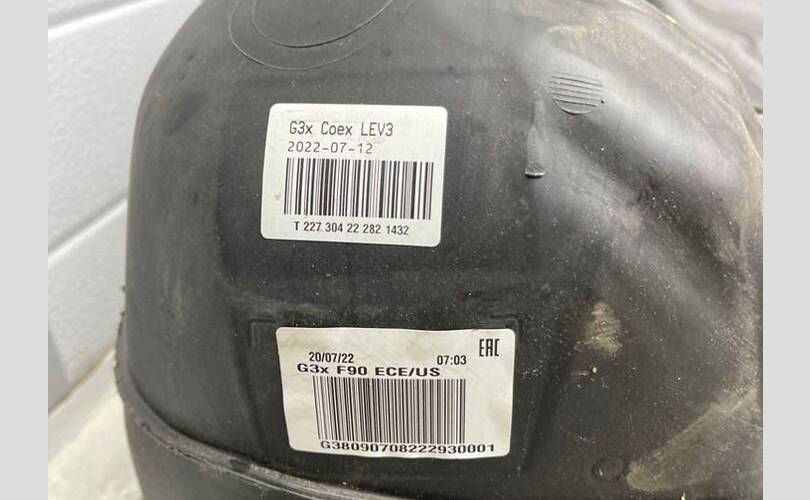 G3x Coex LEV3
2022-07-12
T 227 304 22 282 1432
20/07/22 07:03 EAC
G3x F90 ECE/US
G38090708222930001